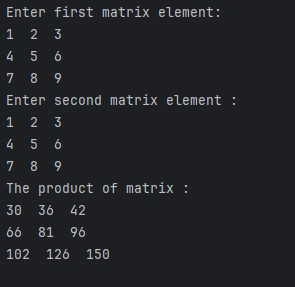 Enter first matrix element:
1  2  3
4  5  6
7  8  9
Enter second matrix element :
1  2  3
4  5  6
7  8  9
The product of matrix :
30  36  42
66  81  96
102  126  150